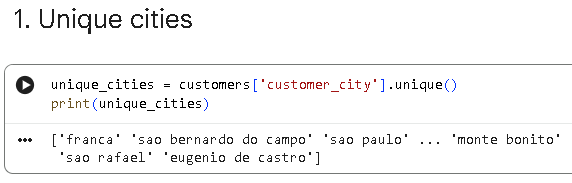 1. Unique cities
unique_cities = customers['customer_city'].unique()
print(unique_cities)
['franca' 'sao bernardo do campo' 'sao paulo' ... 'monte bonito'
'sao rafael' 'eugenio de castro']